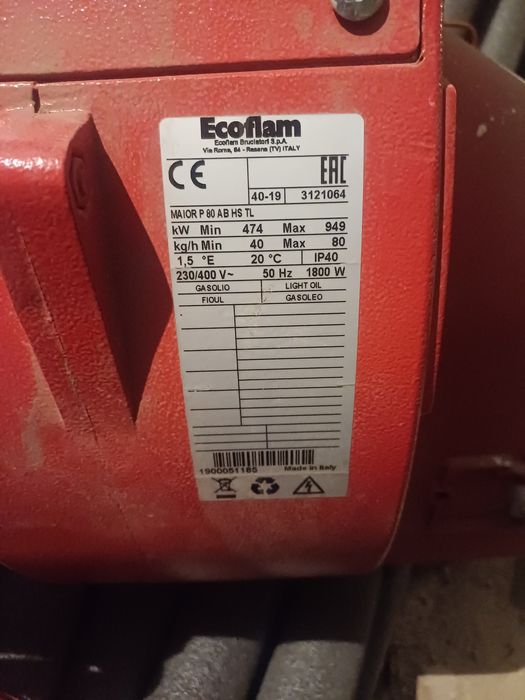 Ecoflam
Ecoflam Bruciatori S.p.A.
Via Roma, 64 - Resana (TV) ITALY
CE EAC
40-19 3121064
MAIOR P 80 AB HS TL
kW Min 474 Max 949
kg/h Min 40 Max 80
1,5 °E 20 °C IP40
230/400 V~ 50 Hz 1800 W
GASOLIO LIGHT OIL
FIOUL GASOLEO
1900051185 Made in Italy